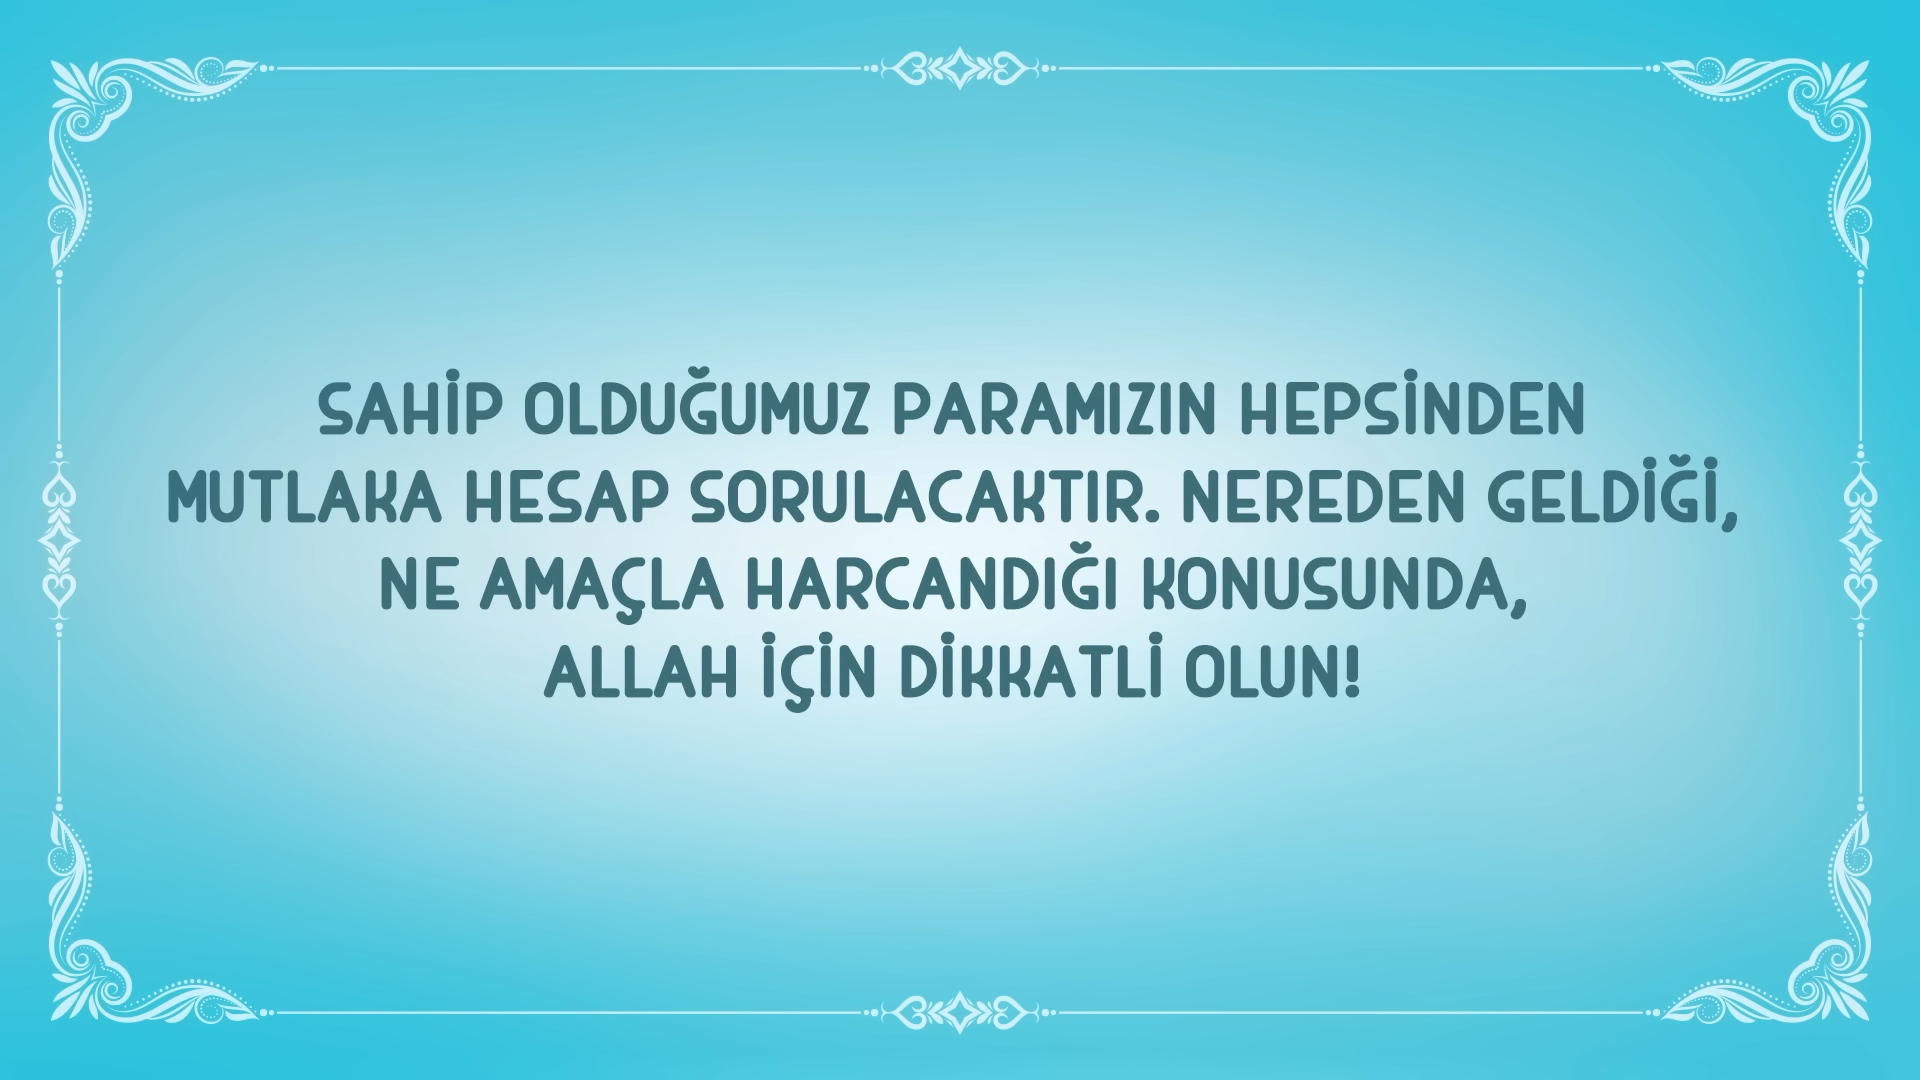 SAHİP OLDUĞUMUZ PARAMIZIN HEPSİNDEN
MUTLAKA HESAP SORULACAKTIR. NEREDEN GELDİĞİ,
NE AMAÇLA HARCANDIĞI KONUSUNDA,
ALLAH İÇİN DİKKATLİ OLUN!